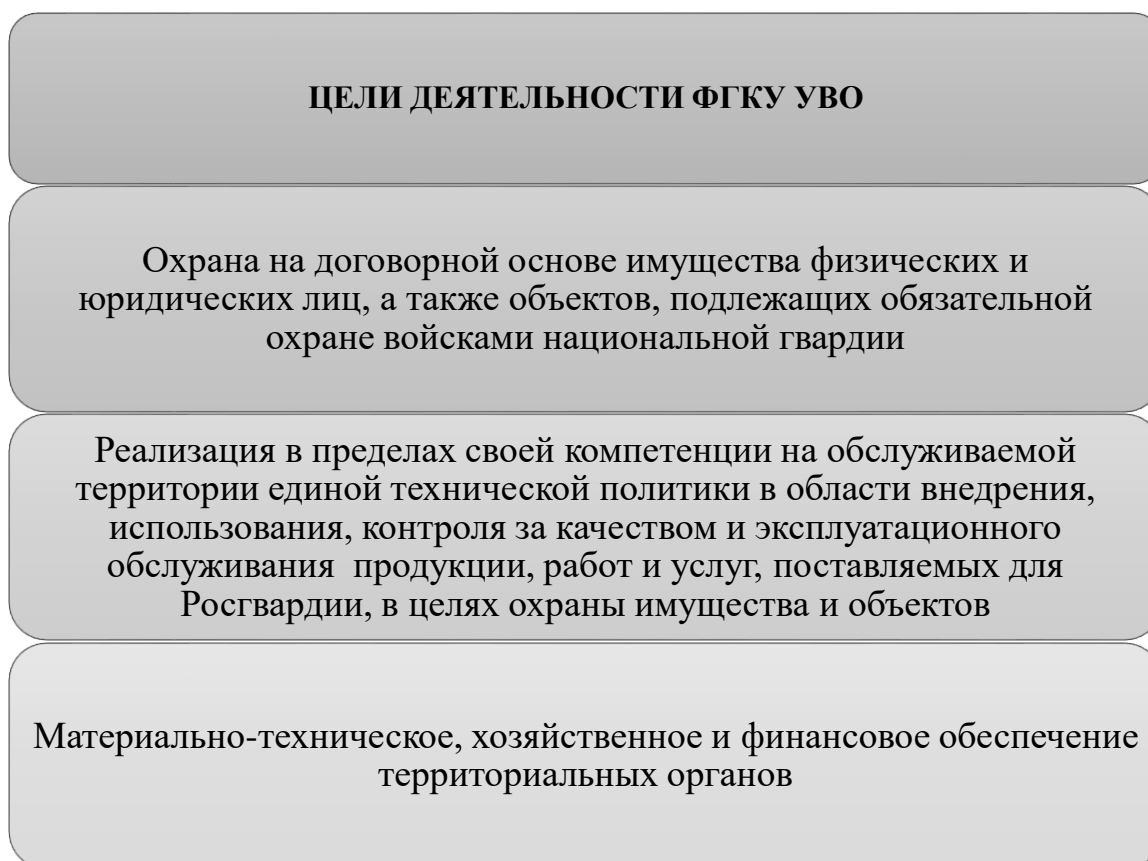 ЦЕЛИ ДЕЯТЕЛЬНОСТИ ФГКУ УВО
Охрана на договорной основе имущества физических и
юридических лиц, а также объектов, подлежащих обязательной
охране войсками национальной гвардии
Реализация в пределах своей компетенции на обслуживаемой
территории единой технической политики в области внедрения,
использования, контроля за качеством и эксплуатационного
обслуживания  продукции, работ и услуг, поставляемых для
Росгвардии, в целях охраны имущества и объектов
Материально-техническое, хозяйственное и финансовое обеспечение
территориальных органов